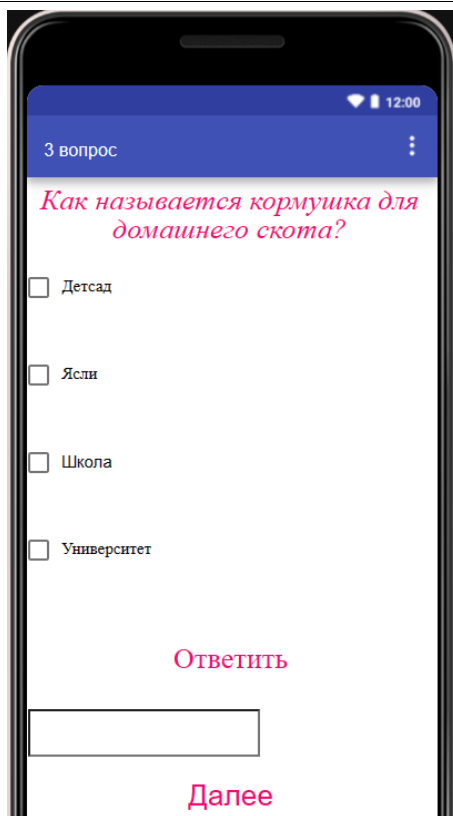 12:00
3 вопрос
Как называется кормушка для
домашнего скота?
Детсад
Ясли
Школа
Университет
Ответить
Далее